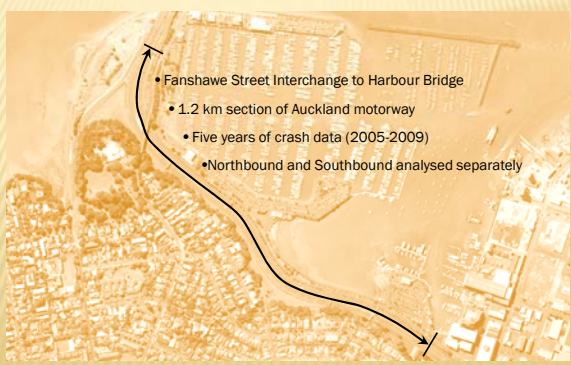 • Fanshawe Street Interchange to Harbour Bridge
• 1.2 km section of Auckland motorway
• Five years of crash data (2005-2009)
•Northbound and Southbound analysed separately